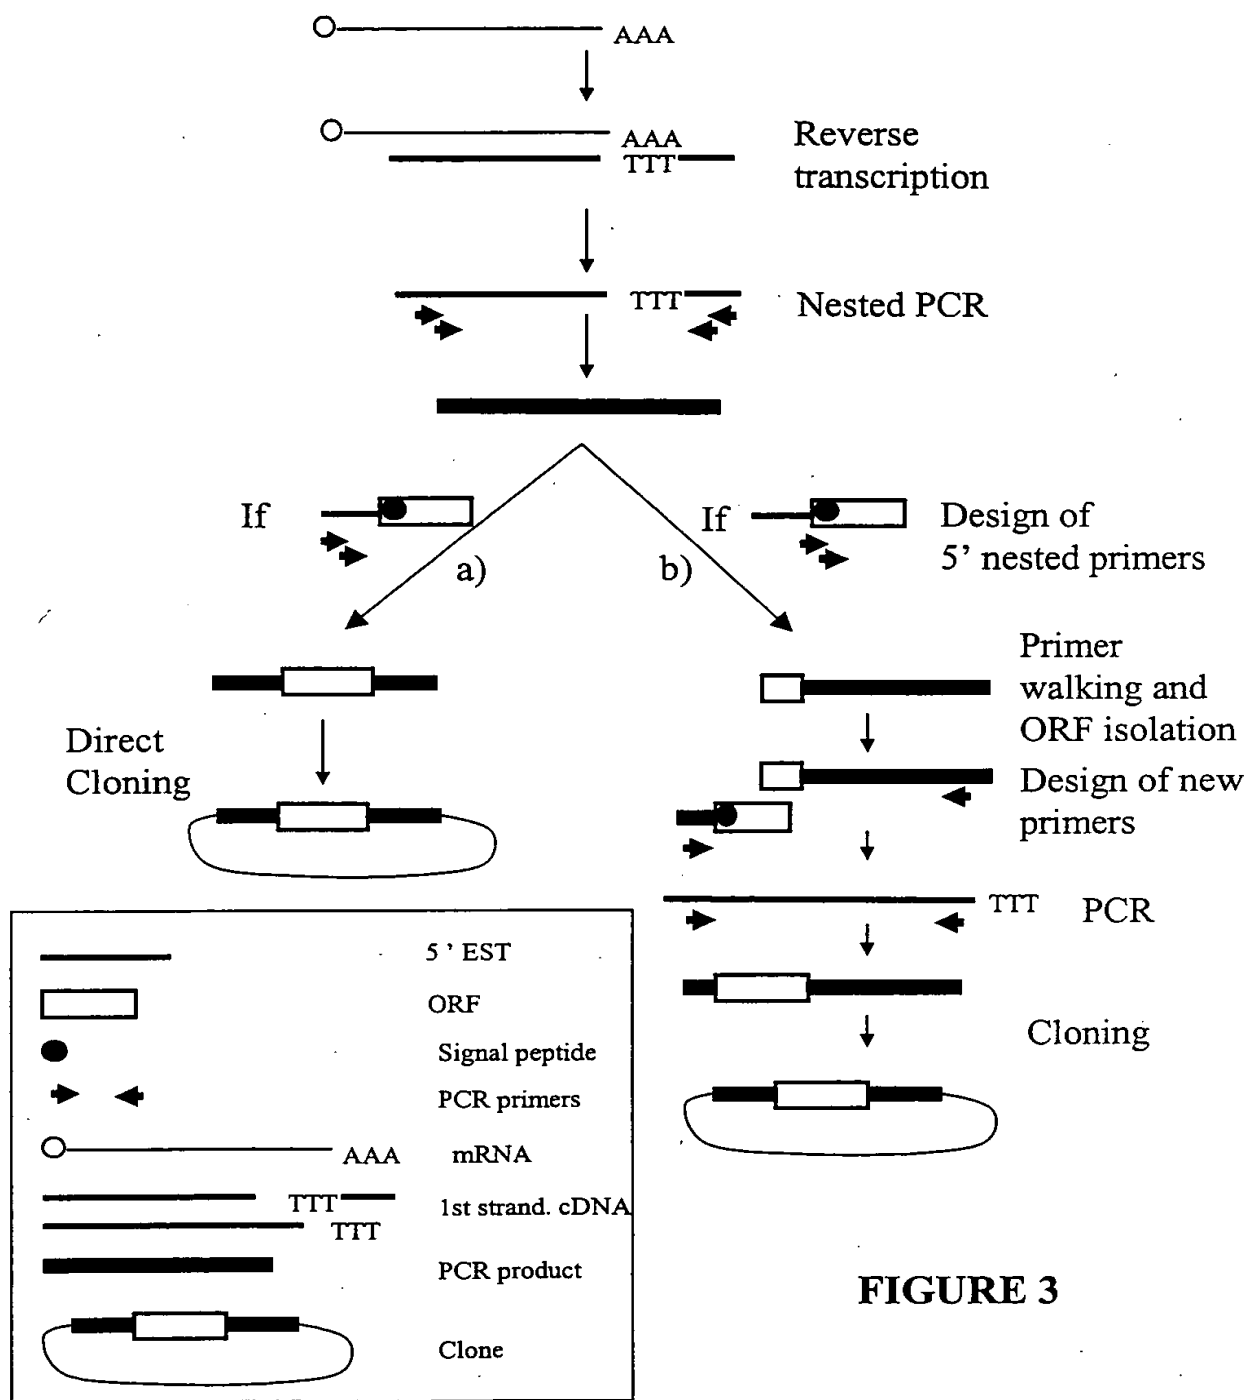 AAA
AAA
TTT
Reverse
transcription
TTT
Nested PCR
If
If
Design of
5' nested primers
a)
b)
Primer
walking and
ORF isolation
Direct
Cloning
Design of new
primers
TTT
PCR
Cloning
5 ' EST
ORF
Signal peptide
PCR primers
AAA
mRNA
TTT
1st strand. cDNA
TTT
PCR product
Clone
FIGURE 3